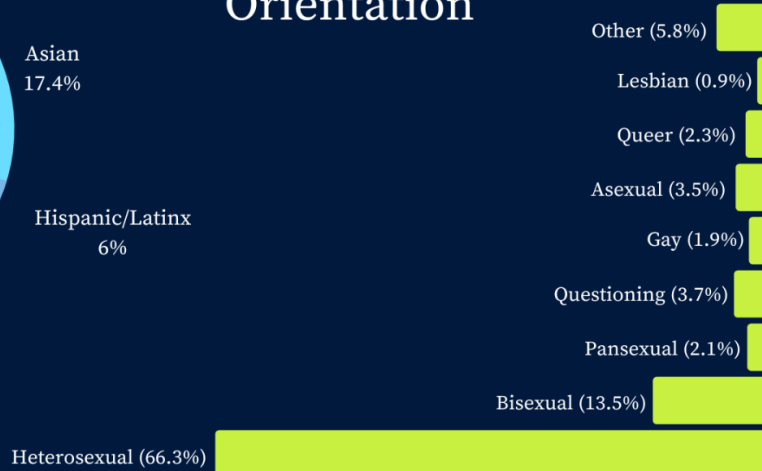 Orientation
Asian
17.4%
Hispanic/Latinx
6%
Other (5.8%)
Lesbian (0.9%)
Queer (2.3%)
Asexual (3.5%)
Gay (1.9%)
Questioning (3.7%)
Pansexual (2.1%)
Bisexual (13.5%)
Heterosexual (66.3%)